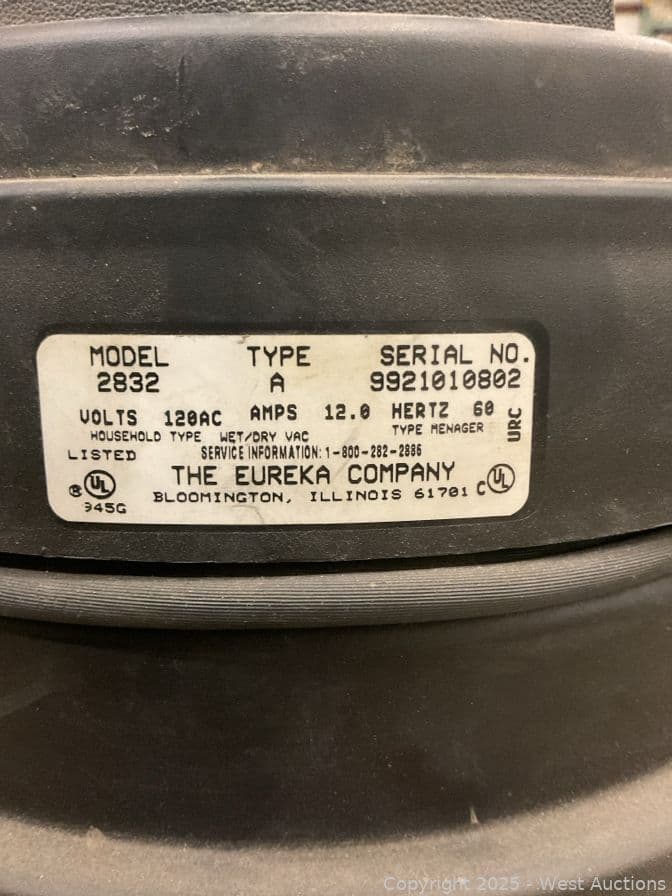 MODEL TYPE SERIAL NO.
2832 A 9921010802
VOLTS 120AC AMPS 12.0 HERTZ 60
HOUSEHOLD TYPE WET/DRY VAC TYPE MENAGER
URC
LISTED SERVICE INFORMATION: 1-800-282-2886
THE EUREKA COMPANY
BLOOMINGTON, ILLINOIS 61701
® UL C UL
945G
Copyright 2025 - West Auctions